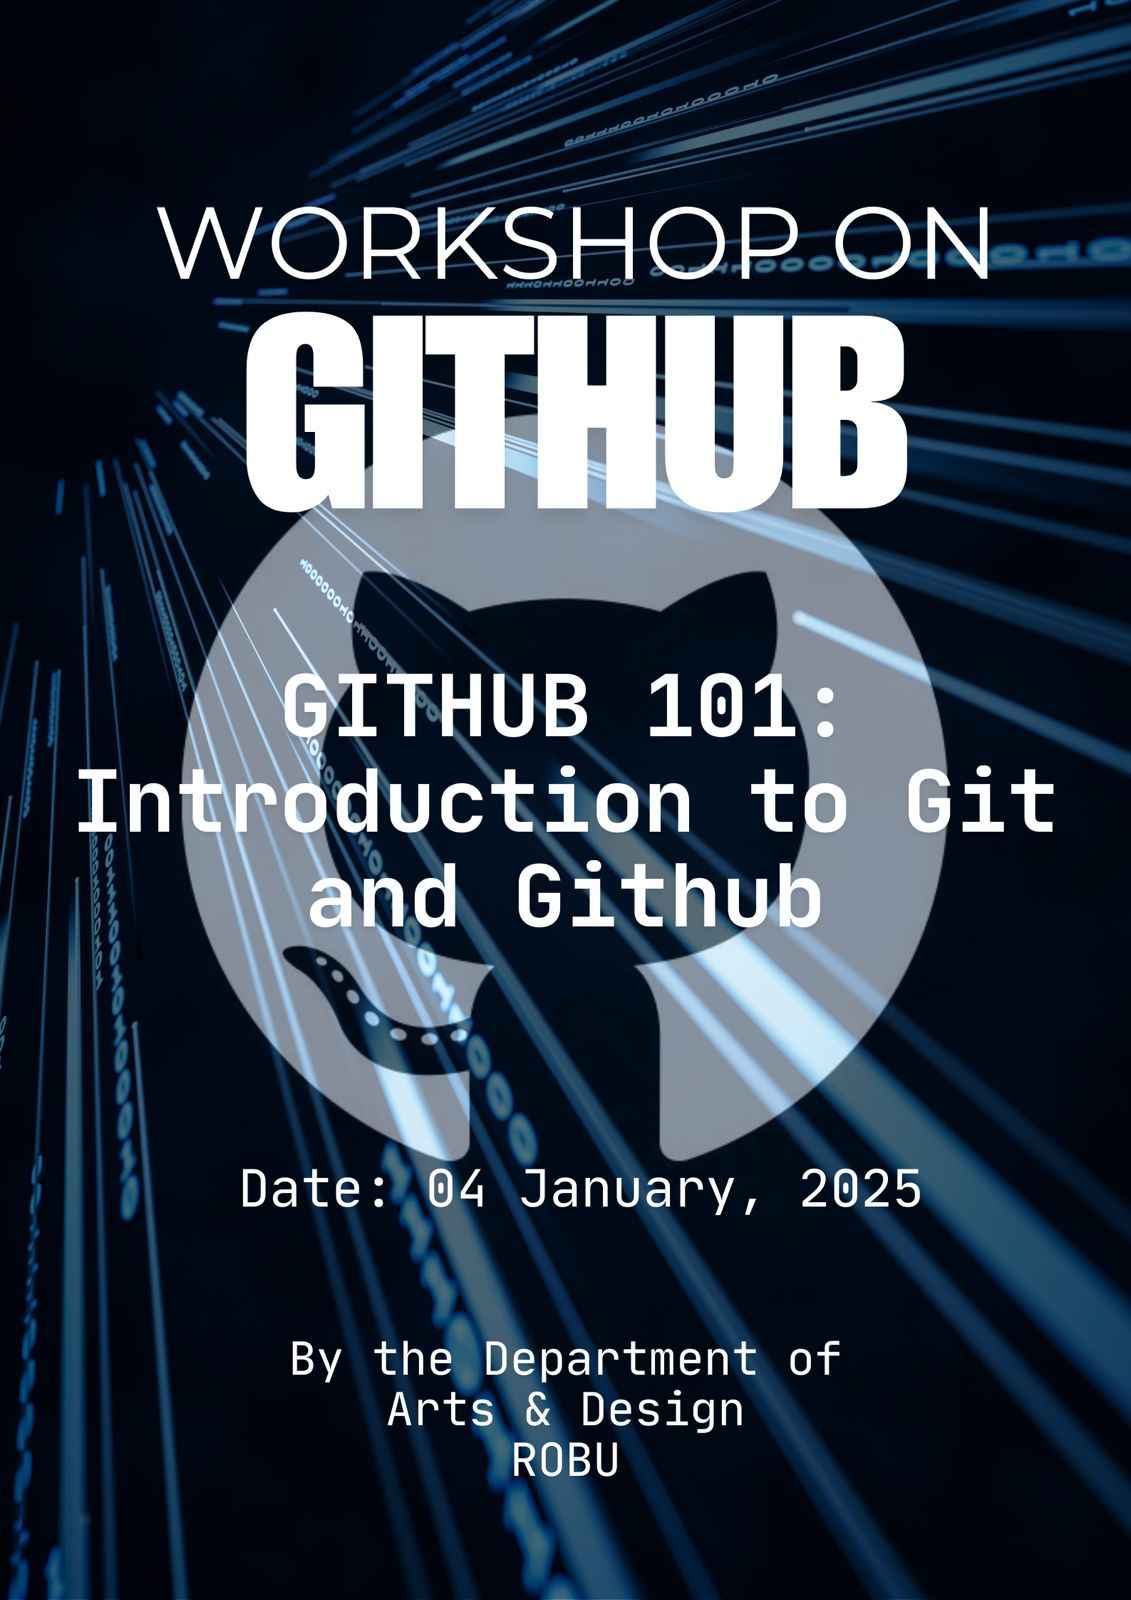 WORKSHOP ON
GITHUB
GITHUB 101:
Introduction to Git
and Github
Date: 04 January, 2025
By the Department of
Arts & Design
ROBU